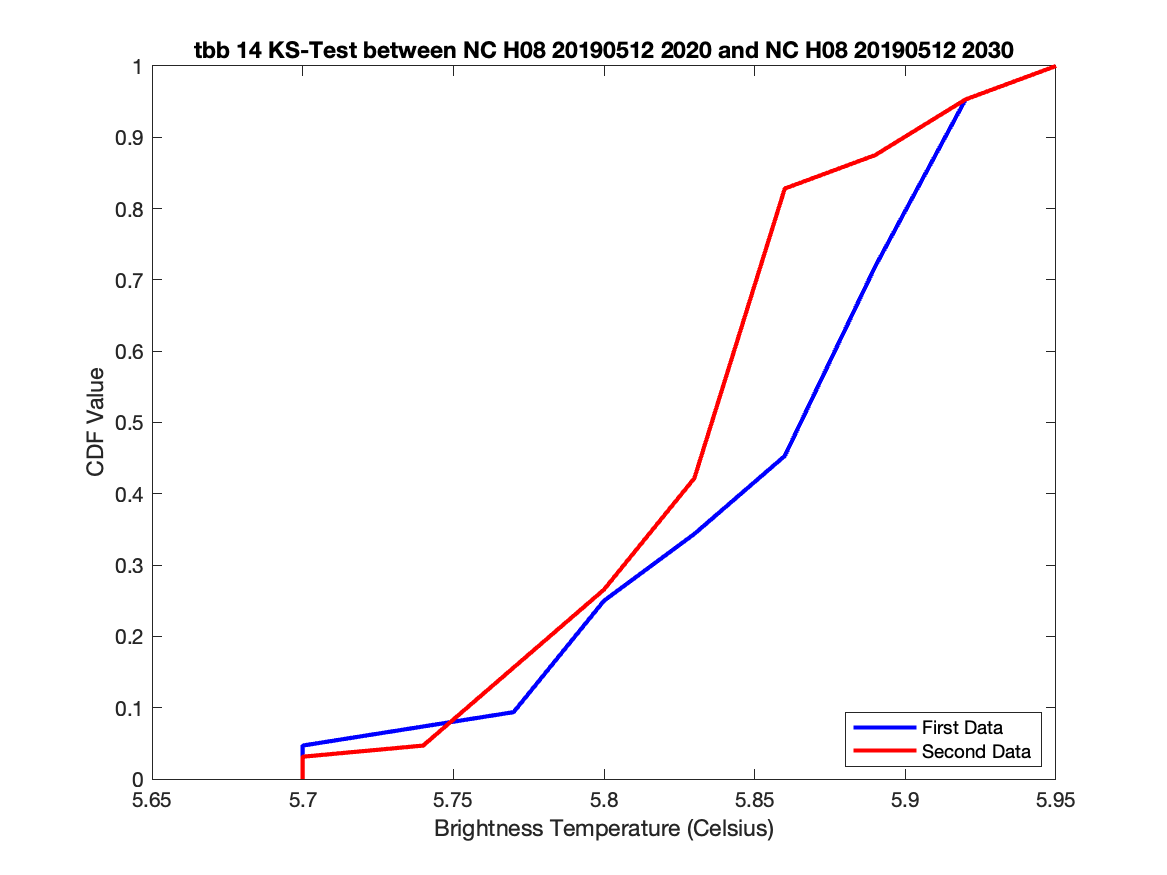 tbb 14 KS-Test between NC H08 20190512 2020 and NC H08 20190512 2030
CDF Value
1
0.9
0.8
0.7
0.6
0.5
0.4
0.3
0.2
0.1
0
5.65 5.7 5.75 5.8 5.85 5.9 5.95
Brightness Temperature (Celsius)
First Data
Second Data